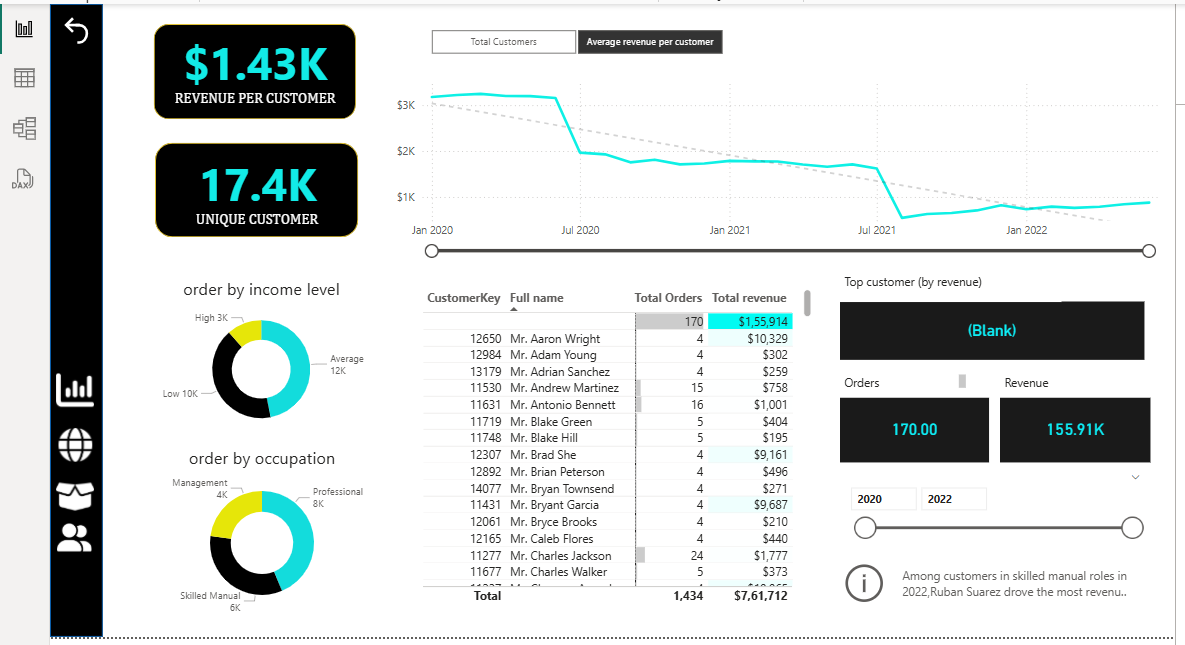 DAX
$1.43K
REVENUE PER CUSTOMER
17.4K
UNIQUE CUSTOMER
Total Customers
Average revenue per customer
$3K
$2K
$1K
Jan 2020
Jul 2020
Jan 2021
Jul 2021
Jan 2022
order by income level
High 3K
Average
12K
Low 10K
order by occupation
Management
4K
Professional
8K
Skilled Manual
6K
CustomerKey Full name Total Orders Total revenue
170 $1,55,914
12650 Mr. Aaron Wright 4 $10,329
12984 Mr. Adam Young 4 $302
13179 Mr. Adrian Sanchez 4 $259
11530 Mr. Andrew Martinez 15 $758
11631 Mr. Antonio Bennett 16 $1,001
11719 Mr. Blake Green 5 $404
11748 Mr. Blake Hill 5 $195
12307 Mr. Brad She 4 $9,161
12892 Mr. Brian Peterson 4 $496
14077 Mr. Bryan Townsend 4 $271
11431 Mr. Bryant Garcia 4 $9,687
12061 Mr. Bryce Brooks 4 $210
12165 Mr. Caleb Flores 4 $440
11277 Mr. Charles Jackson 24 $1,777
11677 Mr. Charles Walker 5 $373
Total 1,434 $7,61,712
Top customer (by revenue)
(Blank)
Orders
Revenue
170.00
155.91K
2020
2022
Among customers in skilled manual roles in
2022,Ruban Suarez drove the most revenu..